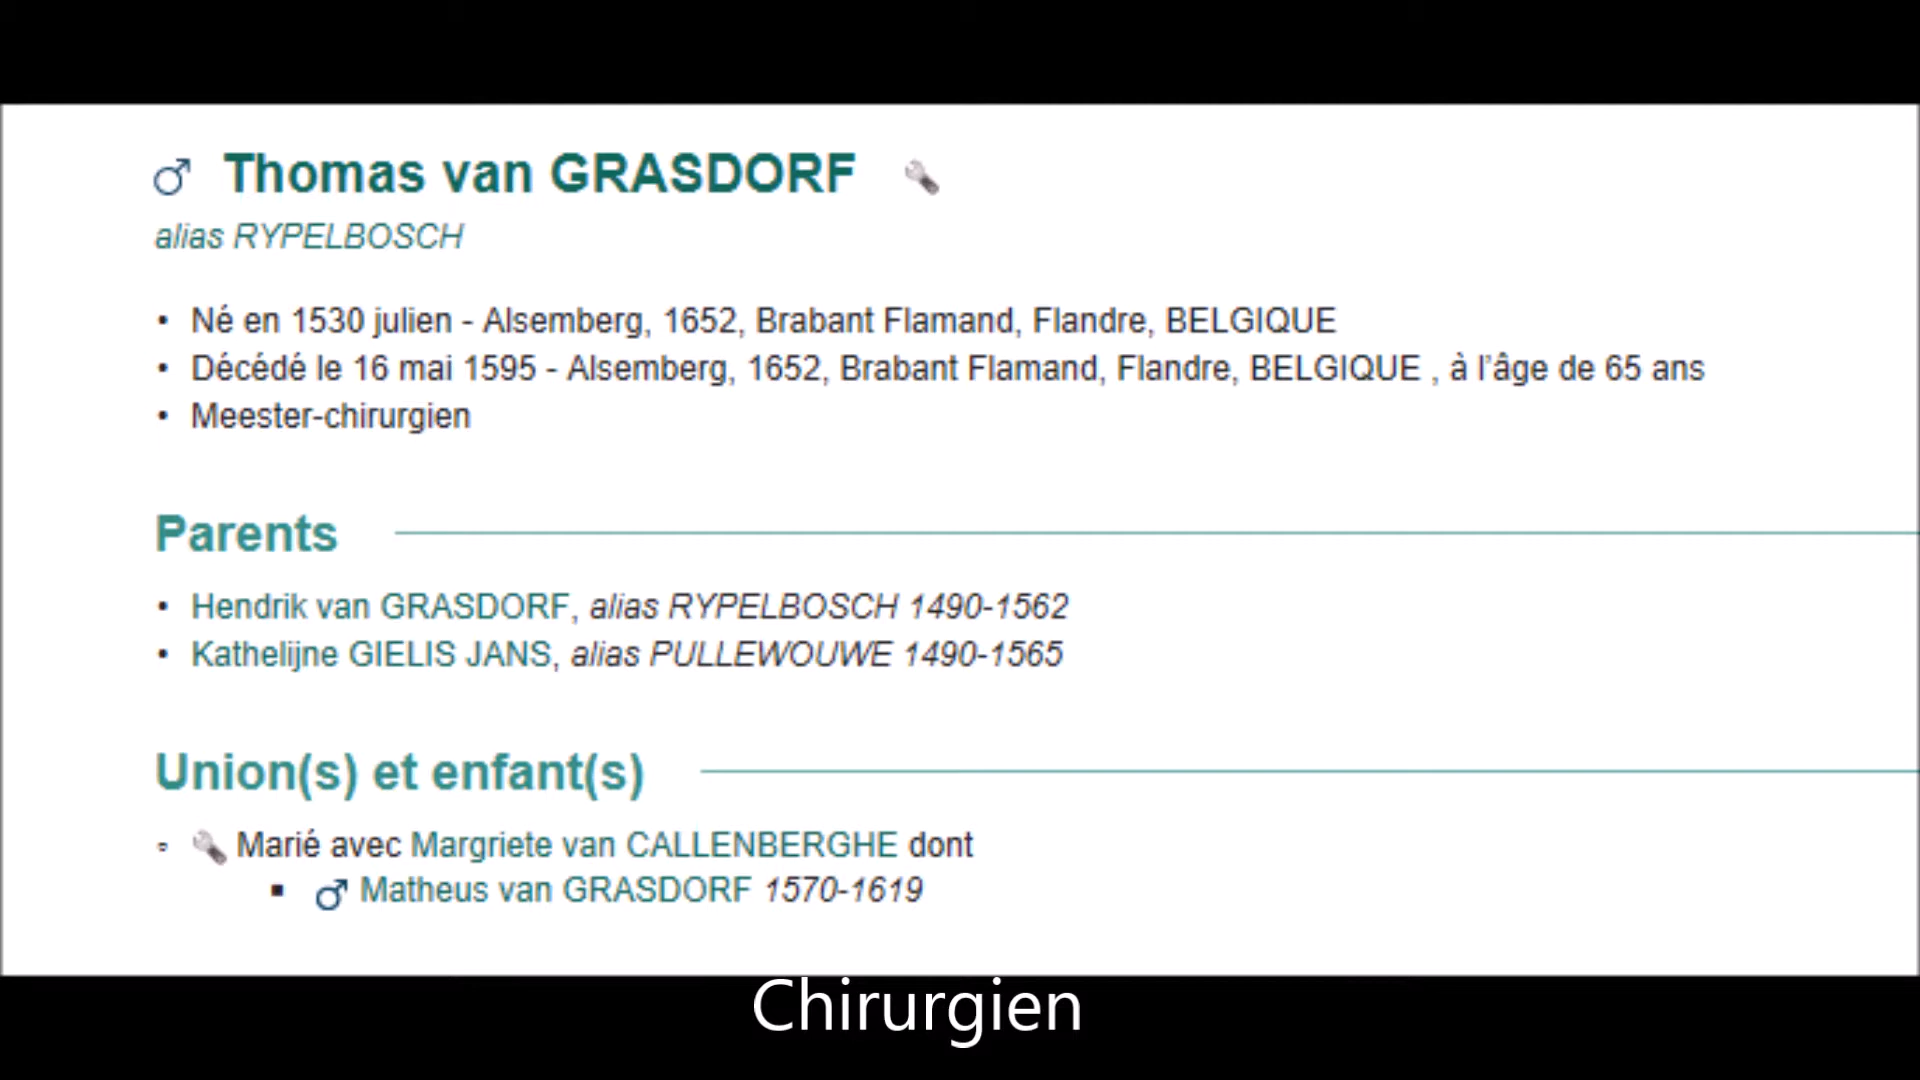 Thomas van GRASDORF
alias RYPELBOSCH
• Né en 1530 julien - Alsemberg, 1652, Brabant Flamand, Flandre, BELGIQUE
• Décédé le 16 mai 1595 - Alsemberg, 1652, Brabant Flamand, Flandre, BELGIQUE , à l'âge de 65 ans
• Meester-chirurgien
Parents
• Hendrik van GRASDORF, alias RYPELBOSCH 1490-1562
• Kathelijne GIELIS JANS, alias PULLEWOUWE 1490-1565
Union(s) et enfant(s)
Marié avec Margriete van CALLENBERGHE dont
Matheus van GRASDORF 1570-1619
Chirurgien